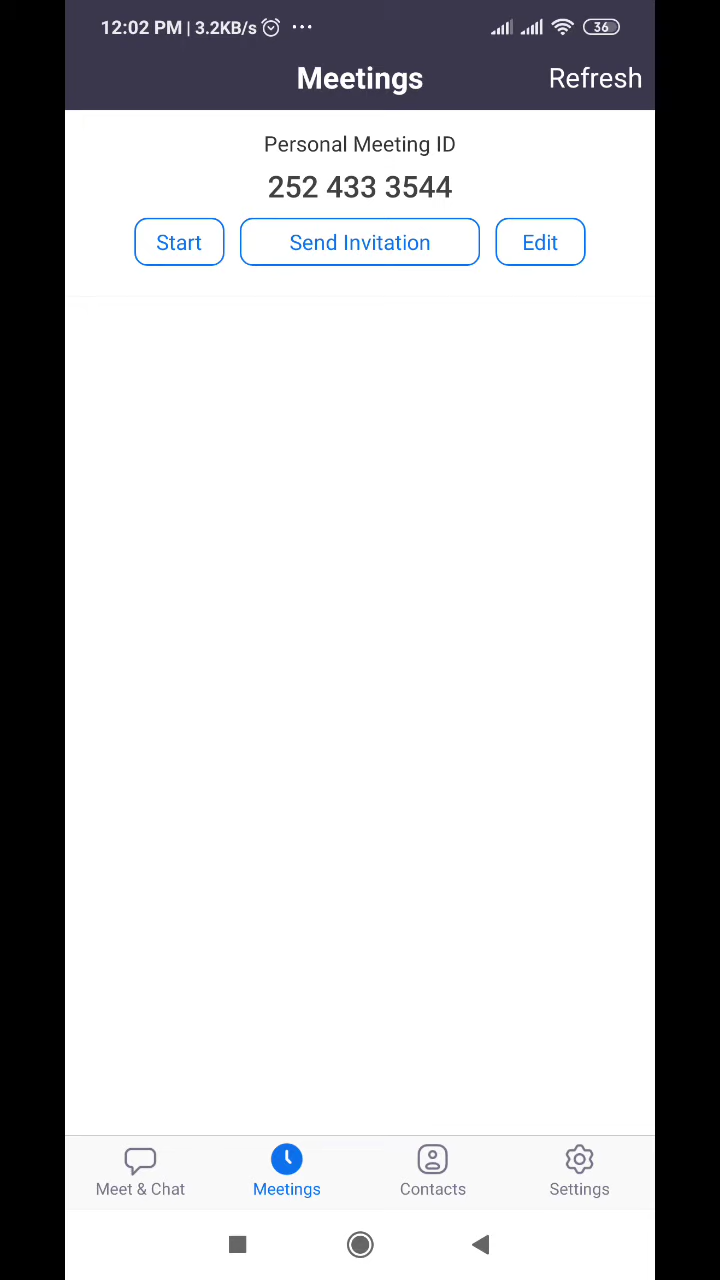 12:02 PM | 3.2KB/s ... 36
Meetings Refresh
Personal Meeting ID
252 433 3544
Start Send Invitation Edit
Meet & Chat Meetings Contacts Settings